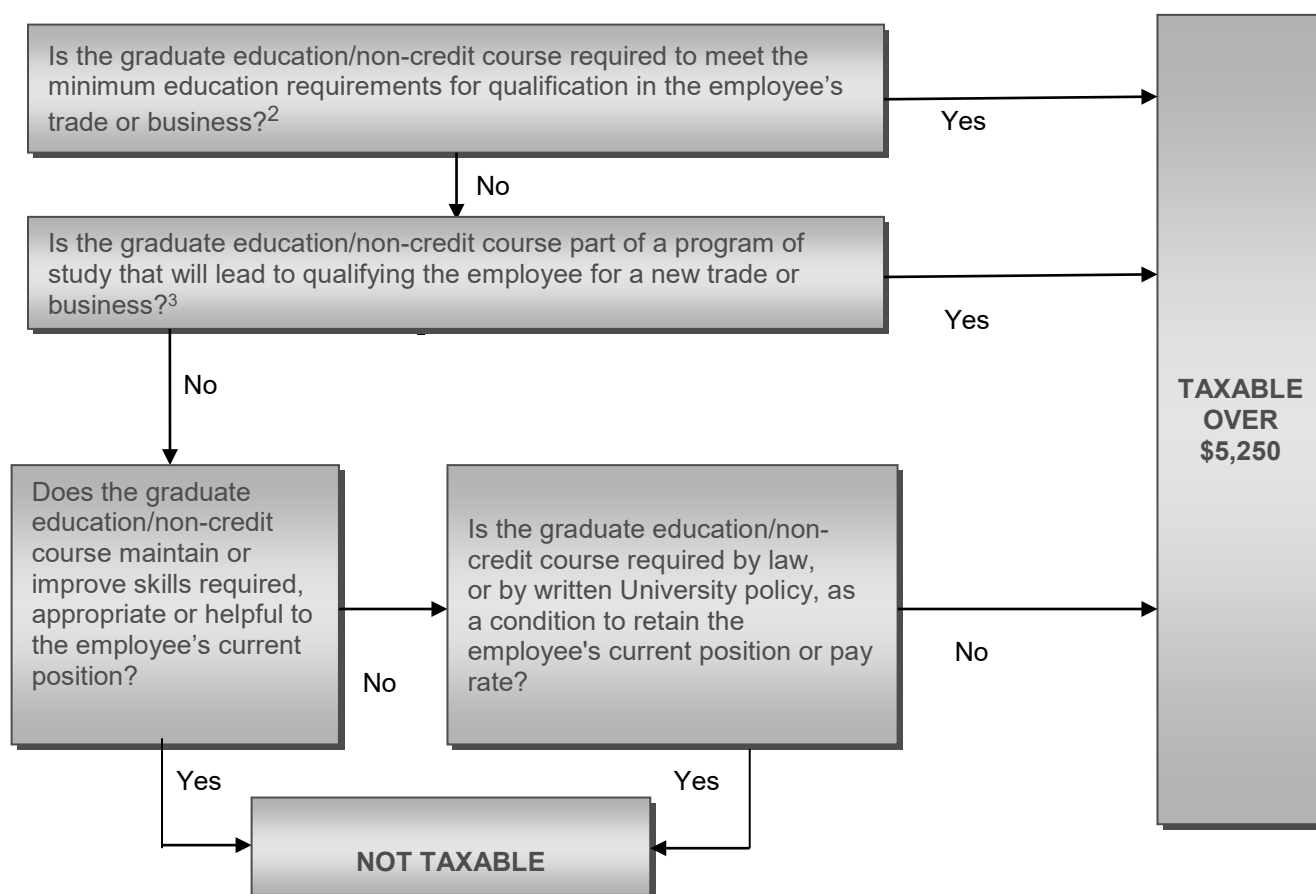 Is the graduate education/non-credit course required to meet the
minimum education requirements for qualification in the employee’s
trade or business?²
Yes
No
Is the graduate education/non-credit course part of a program of
study that will lead to qualifying the employee for a new trade or
business?³
Yes
No
TAXABLE
OVER
$5,250
Does the graduate
education/non-credit
course maintain or
improve skills required,
appropriate or helpful to
the employee’s current
position?
No
Is the graduate education/non-
credit course required by law,
or by written University policy, as
a condition to retain the
employee's current position or pay
rate?
No
Yes
Yes
NOT TAXABLE